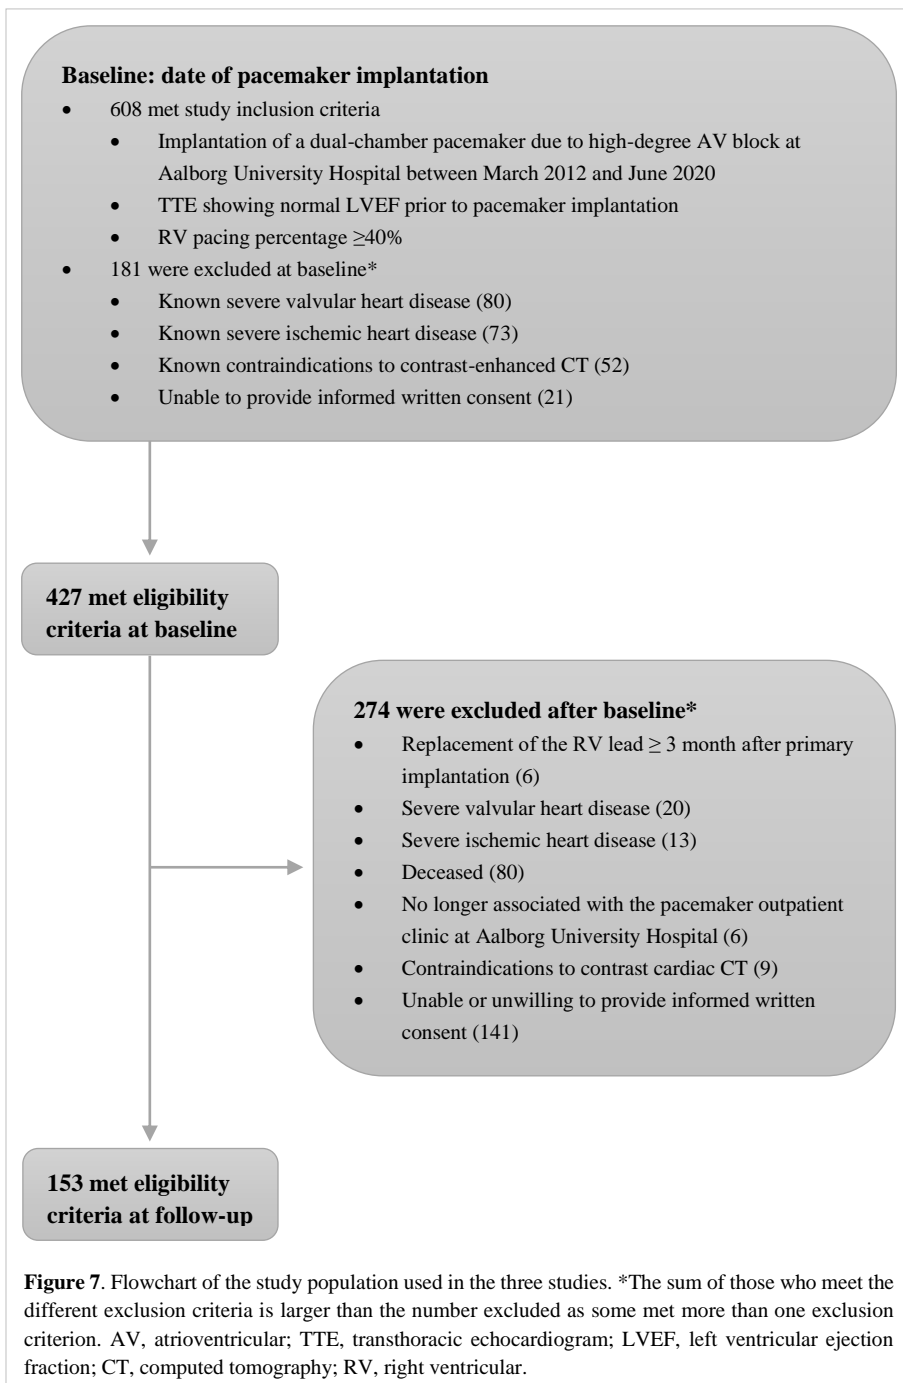 Baseline: date of pacemaker implantation
• 608 met study inclusion criteria
• Implantation of a dual-chamber pacemaker due to high-degree AV block at
Aalborg University Hospital between March 2012 and June 2020
• TTE showing normal LVEF prior to pacemaker implantation
• RV pacing percentage ≥40%
• 181 were excluded at baseline*
• Known severe valvular heart disease (80)
• Known severe ischemic heart disease (73)
• Known contraindications to contrast-enhanced CT (52)
• Unable to provide informed written consent (21)
427 met eligibility
criteria at baseline
274 were excluded after baseline*
• Replacement of the RV lead ≥ 3 month after primary
implantation (6)
• Severe valvular heart disease (20)
• Severe ischemic heart disease (13)
• Deceased (80)
• No longer associated with the pacemaker outpatient
clinic at Aalborg University Hospital (6)
• Contraindications to contrast cardiac CT (9)
• Unable or unwilling to provide informed written
consent (141)
153 met eligibility
criteria at follow-up
Figure 7. Flowchart of the study population used in the three studies. *The sum of those who meet the
different exclusion criteria is larger than the number excluded as some met more than one exclusion
criterion. AV, atrioventricular; TTE, transthoracic echocardiogram; LVEF, left ventricular ejection
fraction; CT, computed tomography; RV, right ventricular.